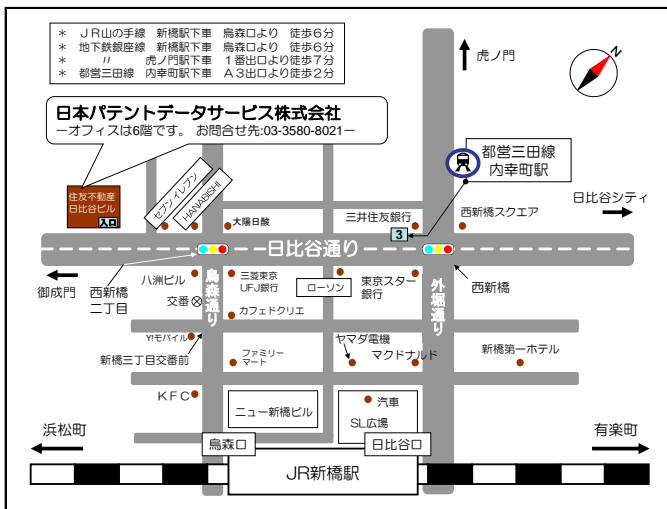 ＊ ＪＲ山の手線 新橋駅下車 烏森口より 徒歩６分
＊ 地下鉄銀座線 新橋駅下車 烏森口より 徒歩６分
＊ 〃 虎ノ門駅下車 １番出口より徒歩７分
＊ 都営三田線 内幸町駅下車 Ａ３出口より徒歩２分
虎ノ門
N
日本パテントデータサービス株式会社
－オフィスは6階です。 お問合せ先:03-3580-8021－
都営三田線
内幸町駅
住友不動産
日比谷ビル
入口
セブンイレブン
HANABISHI
大陽日酸
三井住友銀行
3
西新橋スクエア
日比谷シティ
日比谷通り
御成門
西新橋
二丁目
八洲ビル
交番
烏森通り
三菱東京
UFJ銀行
カフェドクリエ
ローソン
東京スター
銀行
外堀通り
西新橋
Y!モバイル
新橋三丁目交番前
ファミリー
マート
ヤマダ電機
マクドナルド
新橋第一ホテル
ＫＦＣ
ニュー新橋ビル
汽車
SL広場
浜松町
烏森口
日比谷口
有楽町
JR新橋駅